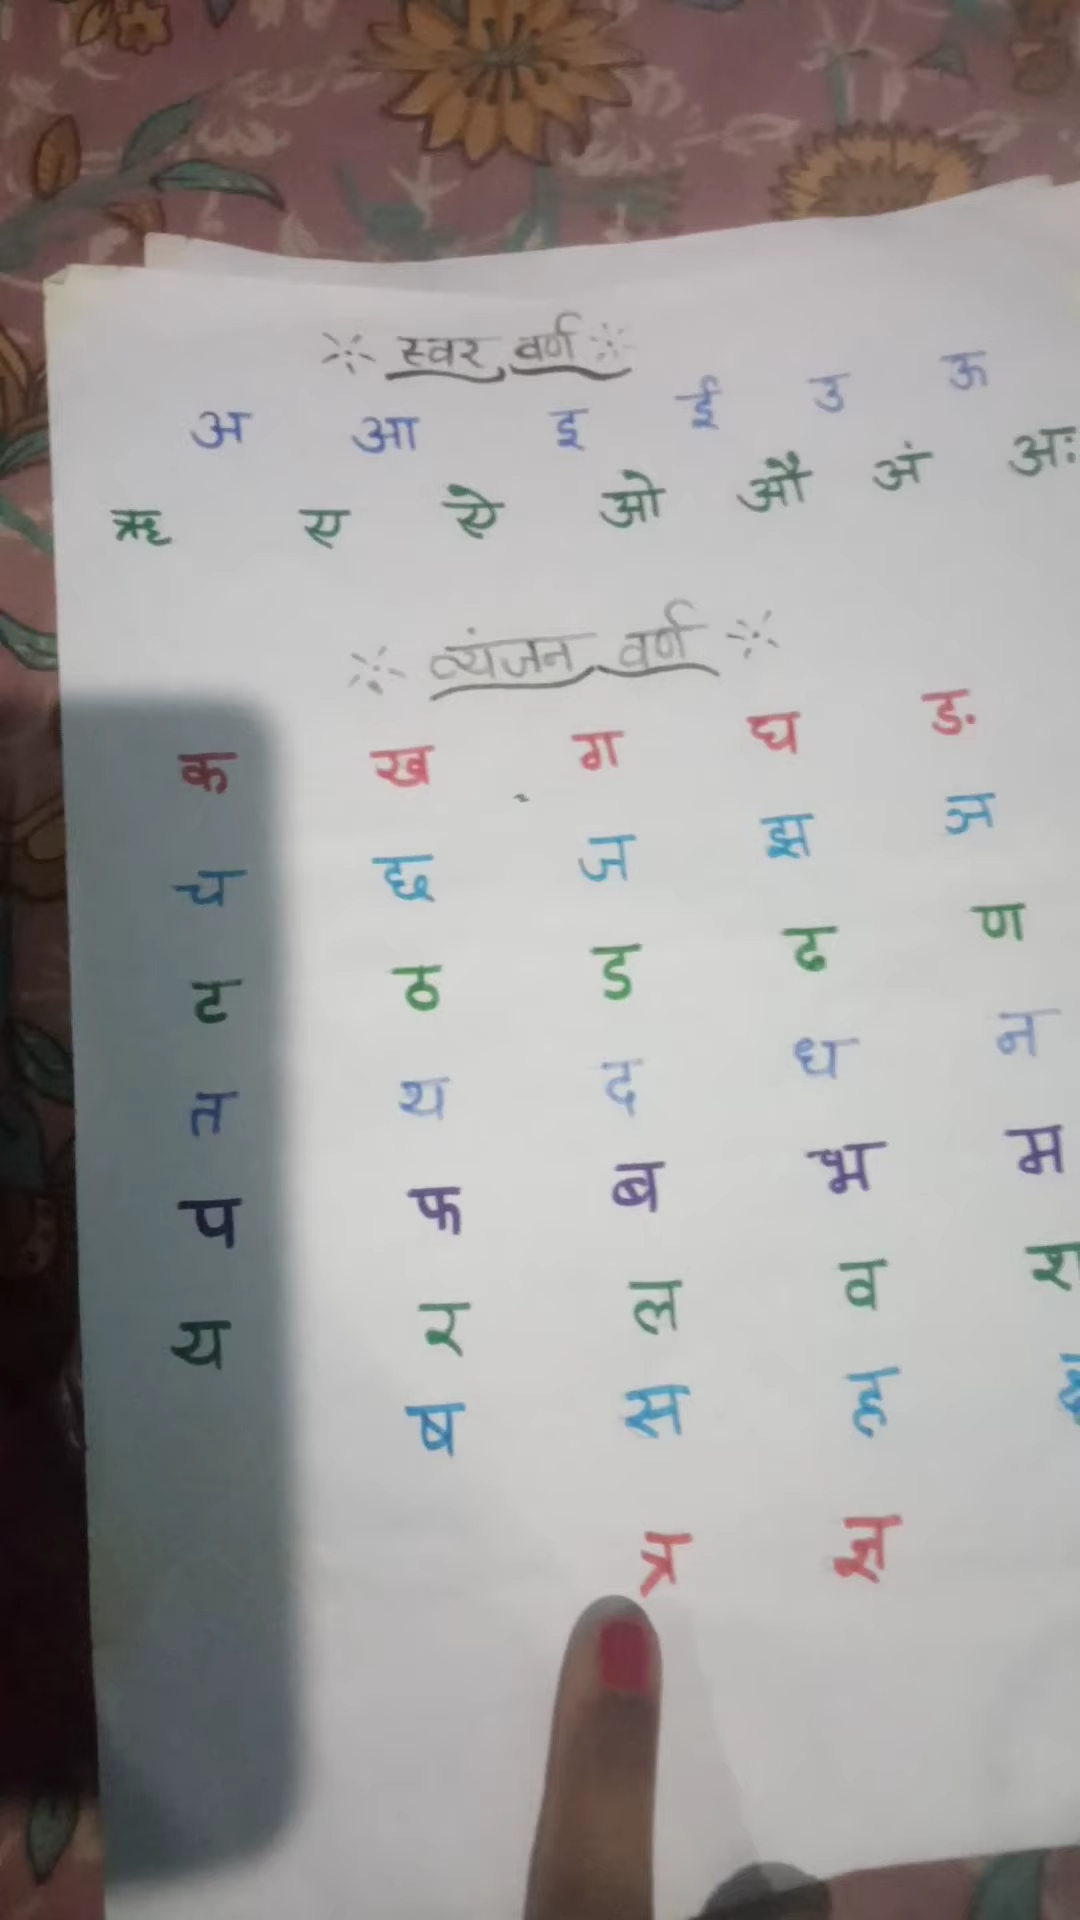 स्वर वर्ण
अ आ इ ई उ ऊ
ऋ ए ऐ ओ औ अं अः
व्यंजन वर्ण
क ख ग घ ङ
च छ ज झ ञ
ट ठ ड ढ ण
त थ द ध न
प फ ब भ म
य र ल व श
ष स ह
त्र ज्ञ